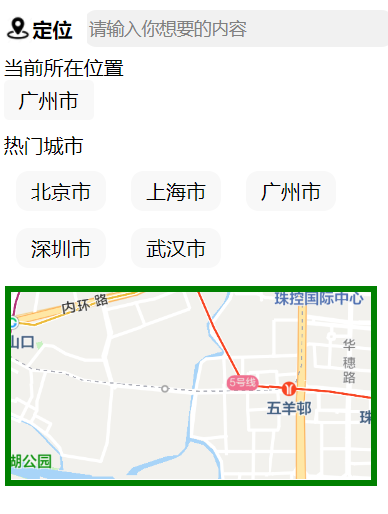 定位 请输入你想要的内容
当前所在位置
广州市
热门城市
北京市 上海市 广州市
深圳市 武汉市
珠控国际中心
内环路
山口
华穗路
5号线
五羊邨
珠
湖公园